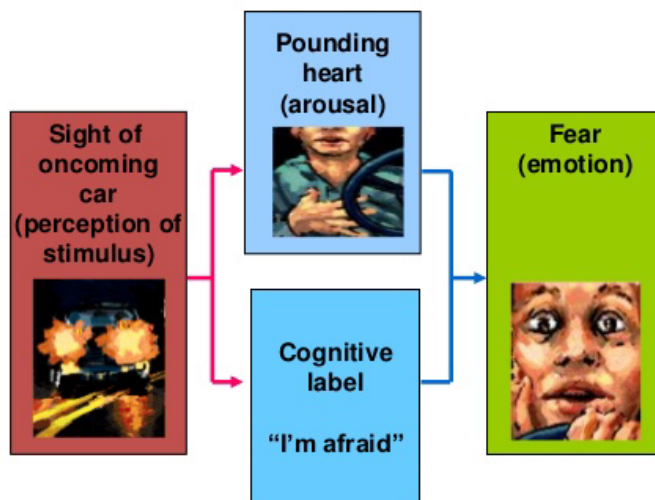 Sight of
oncoming
car
(perception of
stimulus)
Pounding
heart
(arousal)
Cognitive
label
“I’m afraid”
Fear
(emotion)